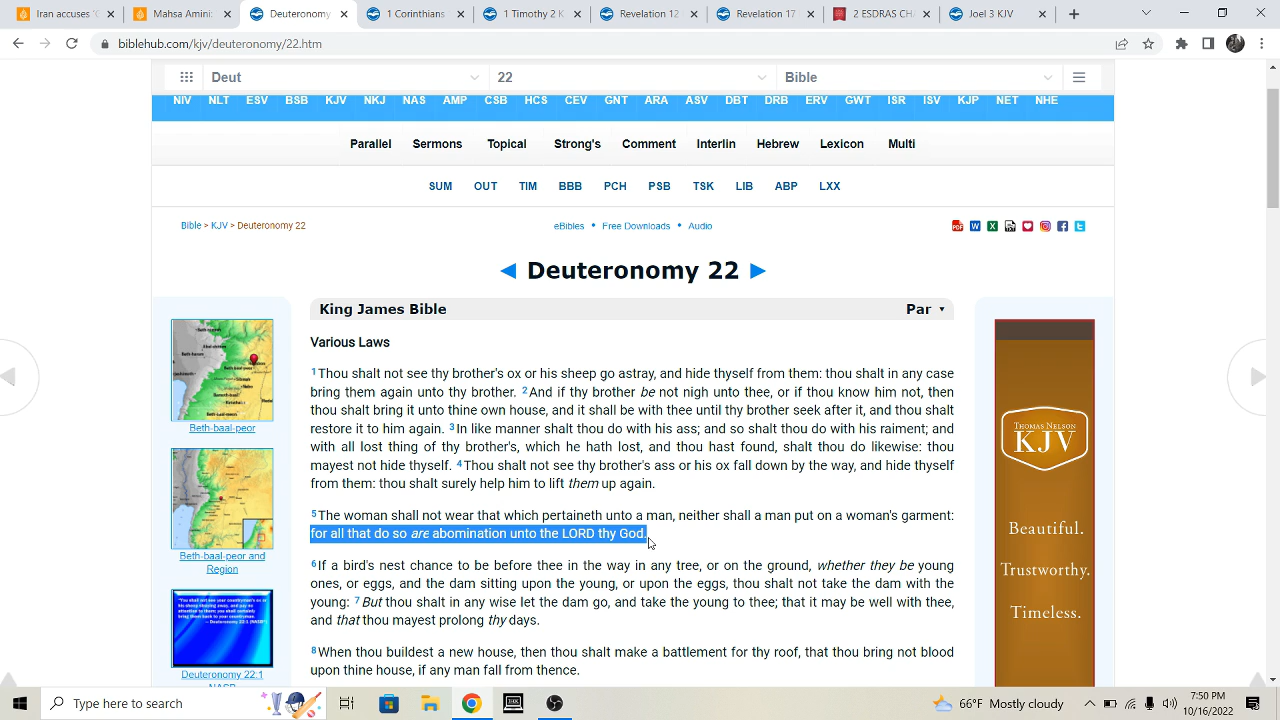 Iran accuses
Mahsa Amini
Deuteronomy
1 Corinthians
1 Timothy 2 K
Revelation 12
Revelation 17
2 ESDRAS CH
Joel 3 KJV
biblehub.com/kjv/deuteronomy/22.htm
Deut 22 Bible
NIV NLT ESV BSB KJV NKJ NAS AMP CSB HCS CEV GNT ARA ASV DBT DRB ERV GWT ISR ISV KJP NET NHE
Parallel Sermons Topical Strong's Comment Interlin Hebrew Lexicon Multi
SUM OUT TIM BBB PCH PSB TSK LIB ABP LXX
Bible > KJV > Deuteronomy 22
eBibles • Free Downloads • Audio
◄ Deuteronomy 22 ►
King James Bible Par ▾
Various Laws
1Thou shalt not see thy brother's ox or his sheep go astray, and hide thyself from them: thou shalt in any case
bring them again unto thy brother. 2And if thy brother be not nigh unto thee, or if thou know him not, then
thou shalt bring it unto thine own house, and it shall be with thee until thy brother seek after it, and thou shalt
restore it to him again. 3In like manner shalt thou do with his ass; and so shalt thou do with his raiment; and
with all lost thing of thy brother's, which he hath lost, and thou hast found, shalt thou do likewise: thou
mayest not hide thyself. 4Thou shalt not see thy brother's ass or his ox fall down by the way, and hide thyself
from them: thou shalt surely help him to lift them up again.
5The woman shall not wear that which pertaineth unto a man, neither shall a man put on a woman's garment:
for all that do so are abomination unto the LORD thy God.
6If a bird's nest chance to be before thee in the way in any tree, or on the ground, whether they be young
ones, or eggs, and the dam sitting upon the young, or upon the eggs, thou shalt not take the dam with the
young: 7But thou shalt in any wise let the dam go, and take the young to thee; that it may be well with thee,
and that thou mayest prolong thy days.
8When thou buildest a new house, then thou shalt make a battlement for thy roof, that thou bring not blood
upon thine house, if any man fall from thence.
Beth-baal-peor
Beth-baal-peor and
Region
Deuteronomy 22:1
THOMAS NELSON
KJV
Beautiful.
Trustworthy.
Timeless.
Type here to search
66°F Mostly cloudy
7:50 PM
10/16/2022